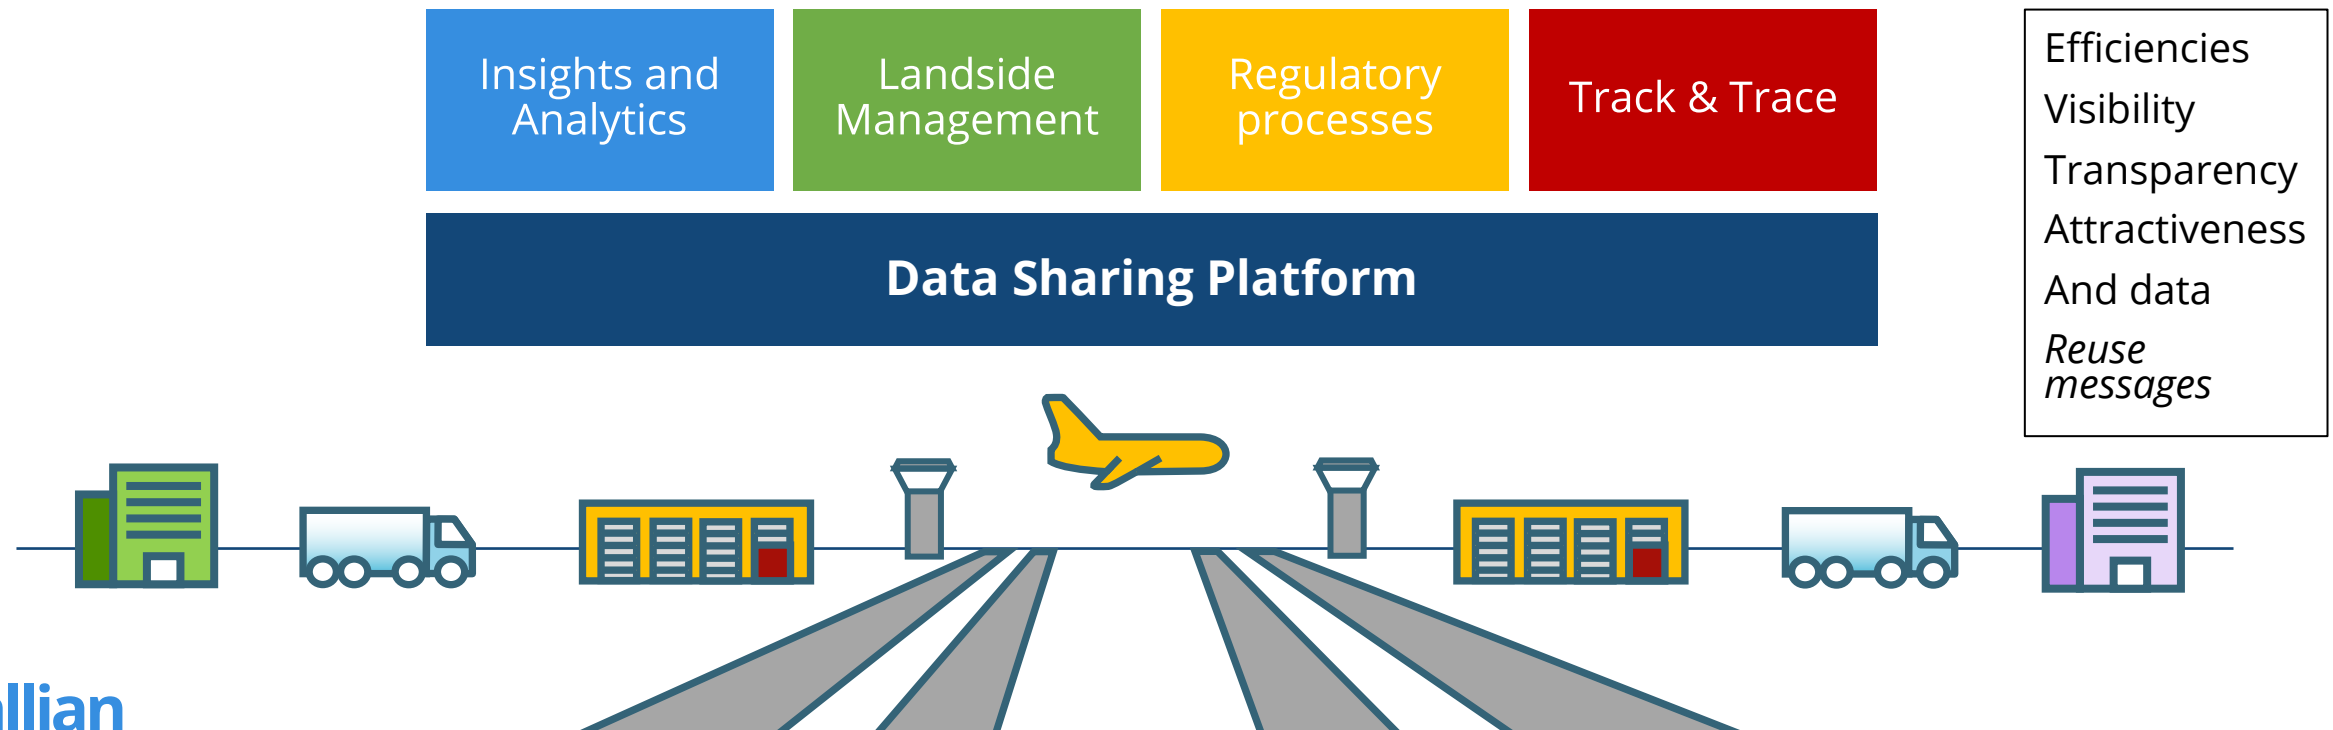 Insights and
Analytics
Landside
Management
Regulatory
processes
Track & Trace
Data Sharing Platform
Efficiencies
Visibility
Transparency
Attractiveness
And data
Reuse
messages